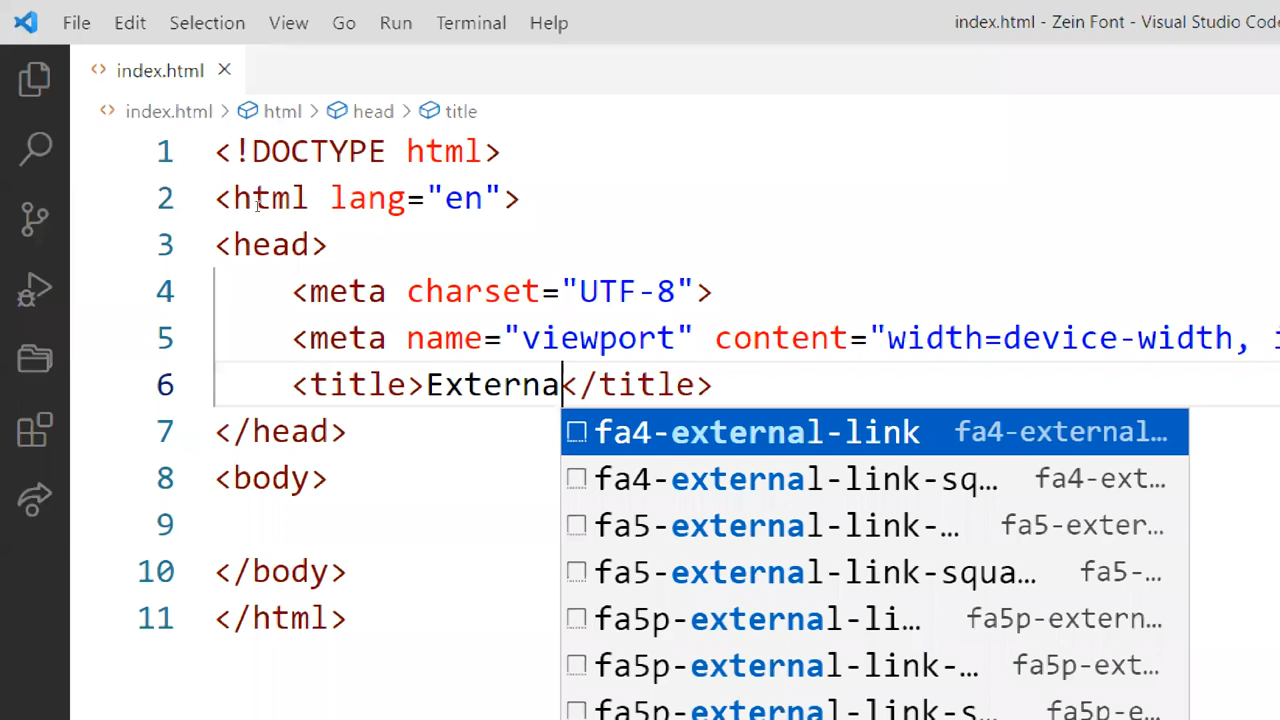 File Edit Selection View Go Run Terminal Help index.html - Zein Font - Visual Studio Code
index.html
index.html > html > head > title
1 <!DOCTYPE html>
2 <html lang="en">
3 <head>
4 <meta charset="UTF-8">
5 <meta name="viewport" content="width=device-width, i
6 <title>Externa</title>
7 </head>
8 <body>
9
10 </body>
11 </html>
fa4-external-link fa4-external…
fa4-external-link-sq… fa4-ext…
fa5-external-link-… fa5-exter…
fa5-external-link-squa… fa5-…
fa5p-external-li… fa5p-extern…
fa5p-external-link-… fa5p-ext…
fa5p-external-link-s… fa5p-e…